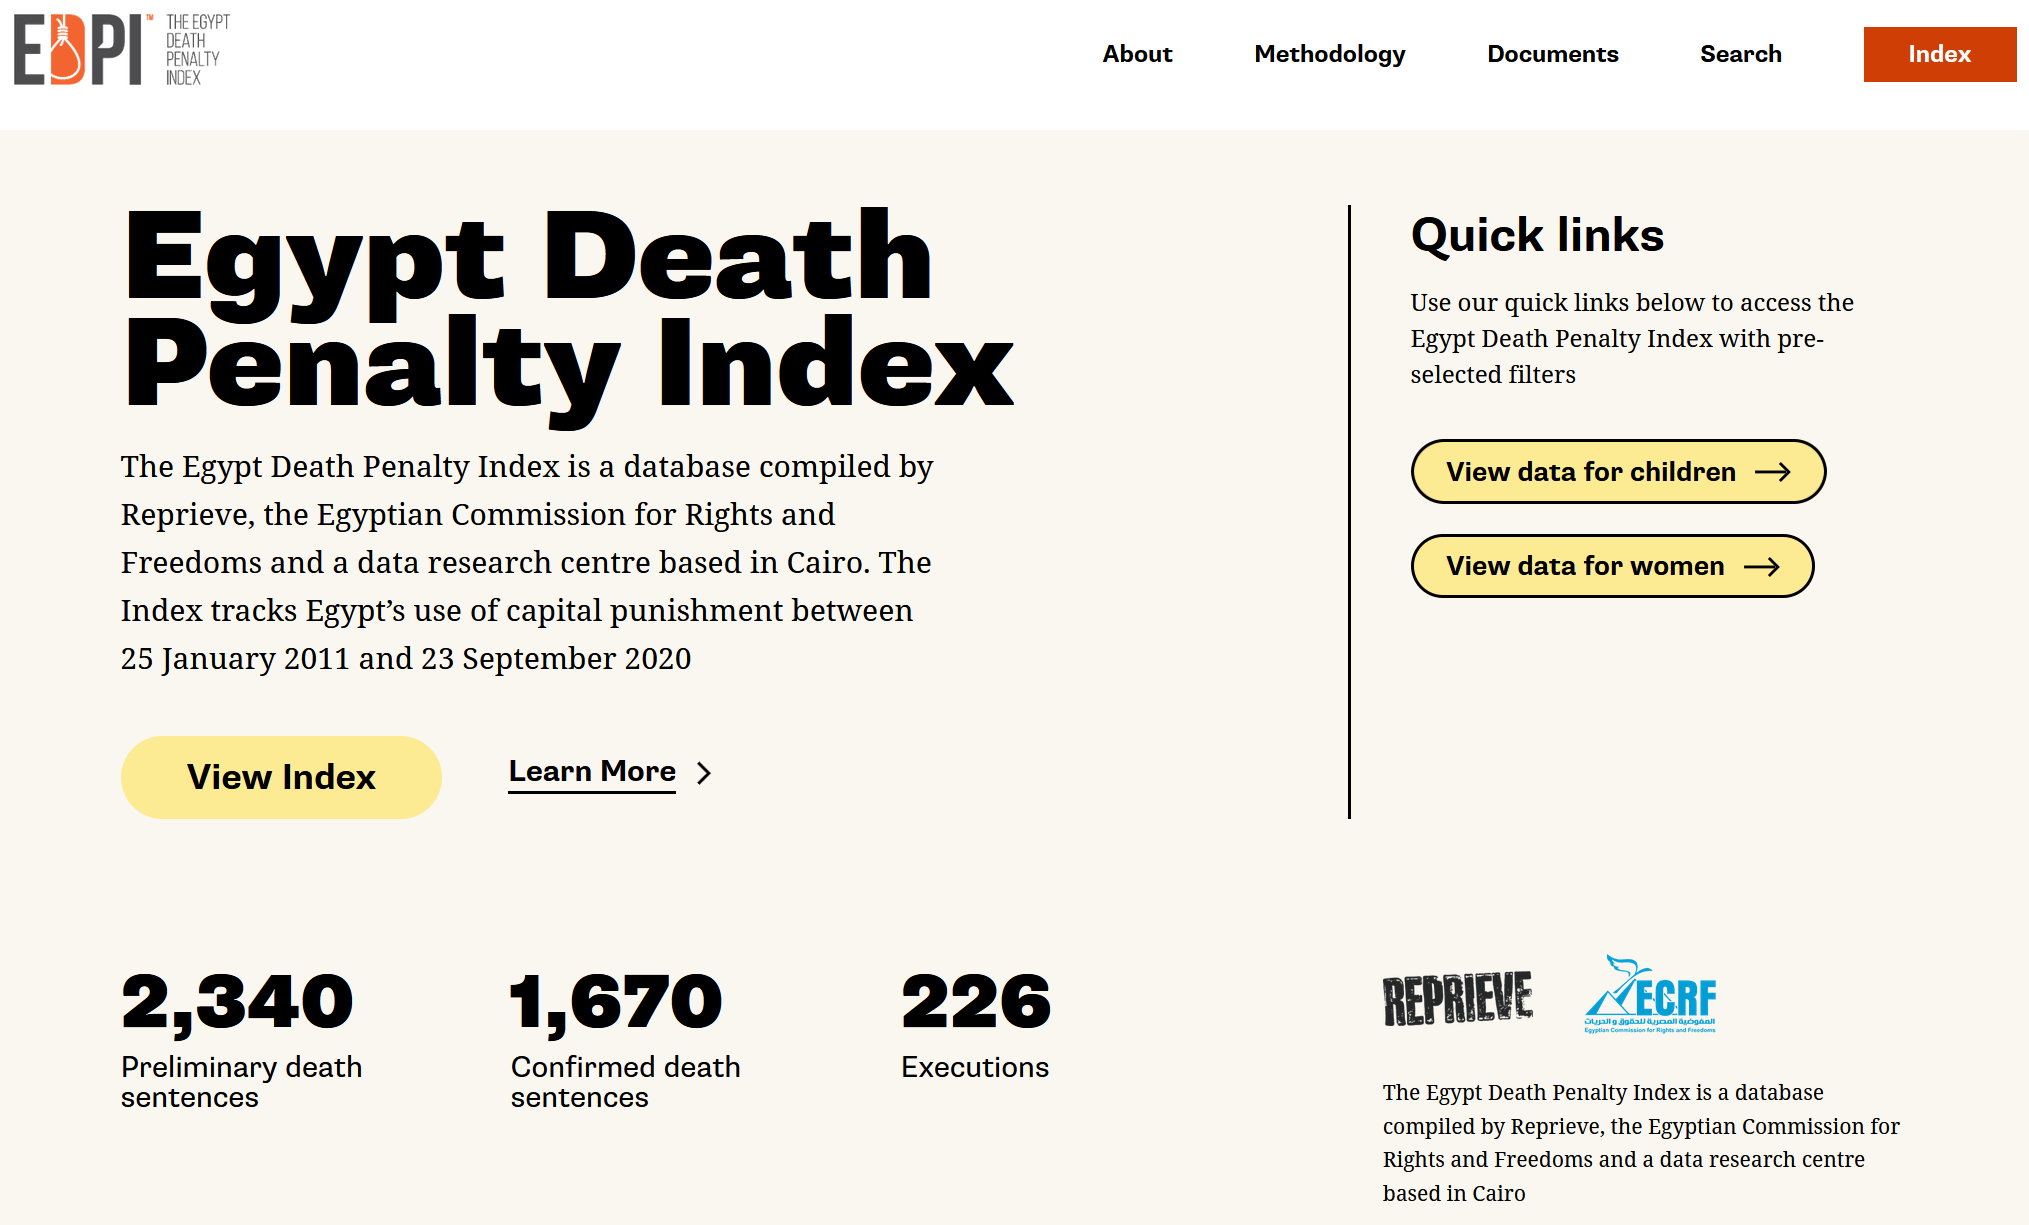 EDPI™
THE EGYPT
DEATH
PENALTY
INDEX
About
Methodology
Documents
Search
Index
Egypt Death
Penalty Index
The Egypt Death Penalty Index is a database compiled by
Reprieve, the Egyptian Commission for Rights and
Freedoms and a data research centre based in Cairo. The
Index tracks Egypt’s use of capital punishment between
25 January 2011 and 23 September 2020
View Index
Learn More
Quick links
Use our quick links below to access the
Egypt Death Penalty Index with pre-
selected filters
View data for children
View data for women
2,340
Preliminary death
sentences
1,670
Confirmed death
sentences
226
Executions
REPRIEVE
ECRF
المفوضية المصرية للحقوق و الحريات
Egyptian Commission for Rights and Freedoms
The Egypt Death Penalty Index is a database
compiled by Reprieve, the Egyptian Commission for
Rights and Freedoms and a data research centre
based in Cairo